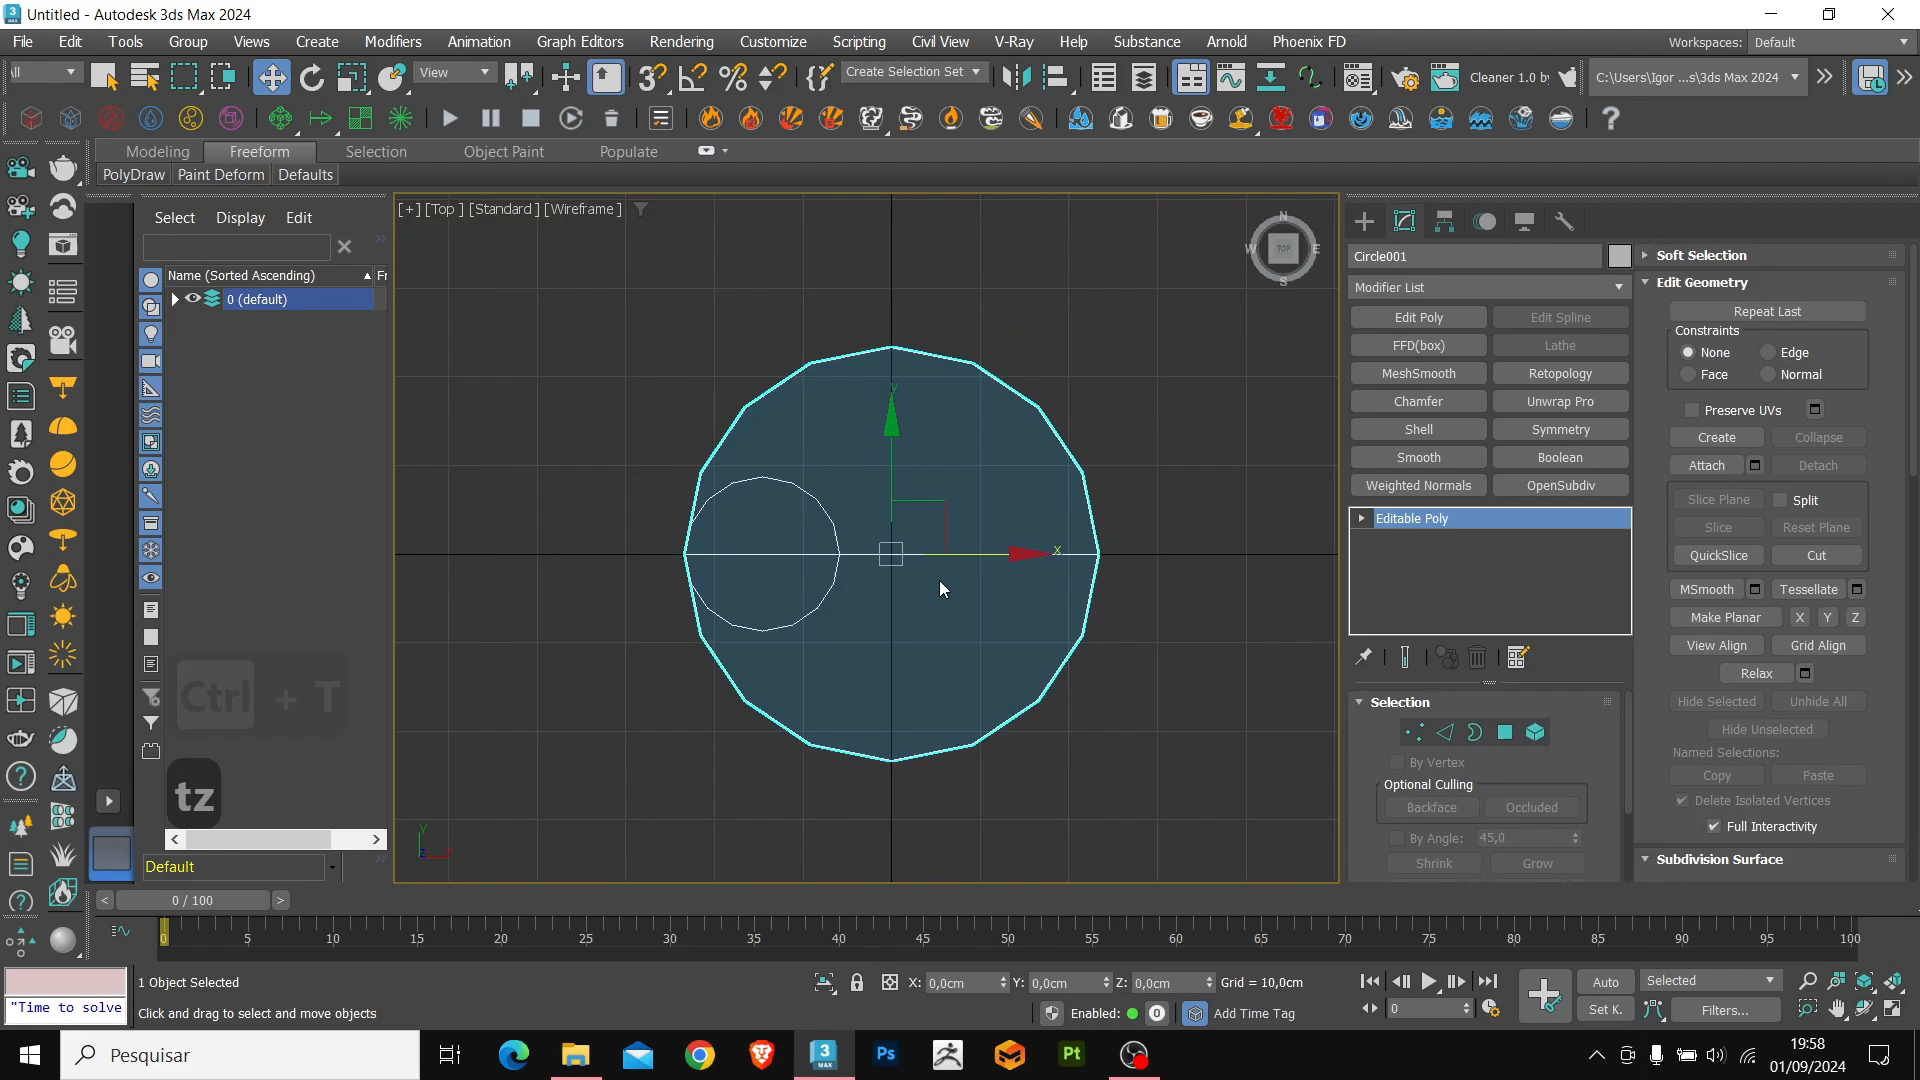 Untitled - Autodesk 3ds Max 2024
File Edit Tools Group Views Create Modifiers Animation Graph Editors Rendering Customize Scripting Civil View V-Ray Help Substance Arnold Phoenix FD
Workspaces: Default
View
Create Selection Set
Cleaner 1.0 by
C:\Users\Igor ...s\3ds Max 2024
Modeling Freeform Selection Object Paint Populate
PolyDraw Paint Deform Defaults
Select Display Edit
Name (Sorted Ascending) Fr
0 (default)
Ctrl + T
tz
Default
[+] [Top ] [Standard ] [Wireframe ]
N
W TOP E
S
y
x
y
z
Circle001
Modifier List
Edit Poly Edit Spline
FFD(box) Lathe
MeshSmooth Retopology
Chamfer Unwrap Pro
Shell Symmetry
Smooth Boolean
Weighted Normals OpenSubdiv
Editable Poly
Selection
By Vertex
Optional Culling
Backface Occluded
By Angle: 45,0
Shrink Grow
Soft Selection
Edit Geometry
Repeat Last
Constraints
None Edge
Face Normal
Preserve UVs
Create Collapse
Attach Detach
Slice Plane Split
Slice Reset Plane
QuickSlice Cut
MSmooth Tessellate
Make Planar X Y Z
View Align Grid Align
Relax
Hide Selected Unhide All
Hide Unselected
Named Selections:
Copy Paste
Delete Isolated Vertices
Full Interactivity
Subdivision Surface
< 0 / 100 >
0 5 10 15 20 25 30 35 40 45 50 55 60 65 70 75 80 85 90 95 100
"Time to solve
1 Object Selected
Click and drag to select and move objects
X: 0,0cm Y: 0,0cm Z: 0,0cm Grid = 10,0cm
Enabled: 0 Add Time Tag
0
Auto Selected
Set K. Filters...
Pesquisar
3
MAX
Ps
Pt
19:58
01/09/2024